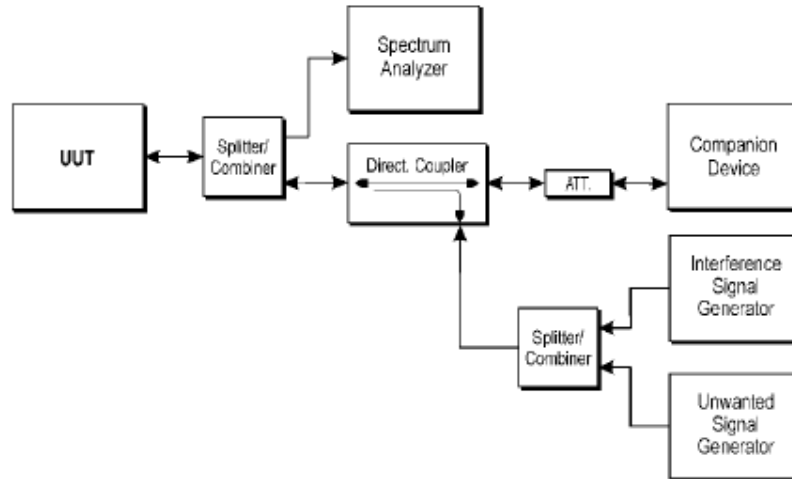 Spectrum
Analyzer
UUT
Splitter/
Combiner
Direct. Coupler
ATT.
Companion
Device
Interference
Signal
Generator
Splitter/
Combiner
Unwanted
Signal
Generator